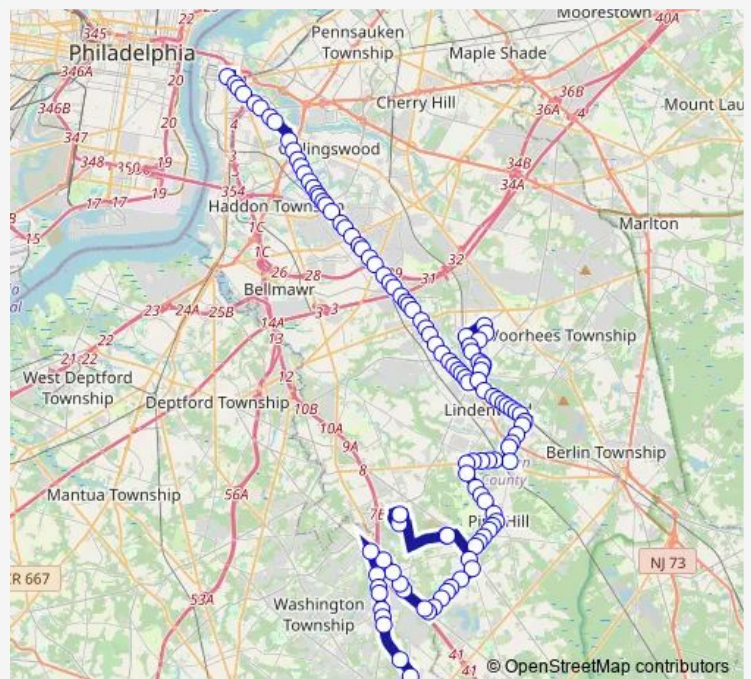 22
Moorestown
40A
345
Philadelphia
Pennsauken
Township
Maple Shade
346A
20
36B
346B
Cherry Hill
36A
4
Mount Lau
347
20
4
34B
348
19
34A
354
17
17
19
Haddon
Marlton
15
1C
1C
32
26
28
31
Bellmawr
23
24A
25B
3
3
14A
13
Voorhees Township
21-22
22
West Deptford
Township
12
Deptford Township
10B
10A
9A
Berlin Township
8
County
56A
Mantua Township
Hill
NJ 73
CR 667
53A
Washington
Township
41
41
© OpenStreetMap contributors